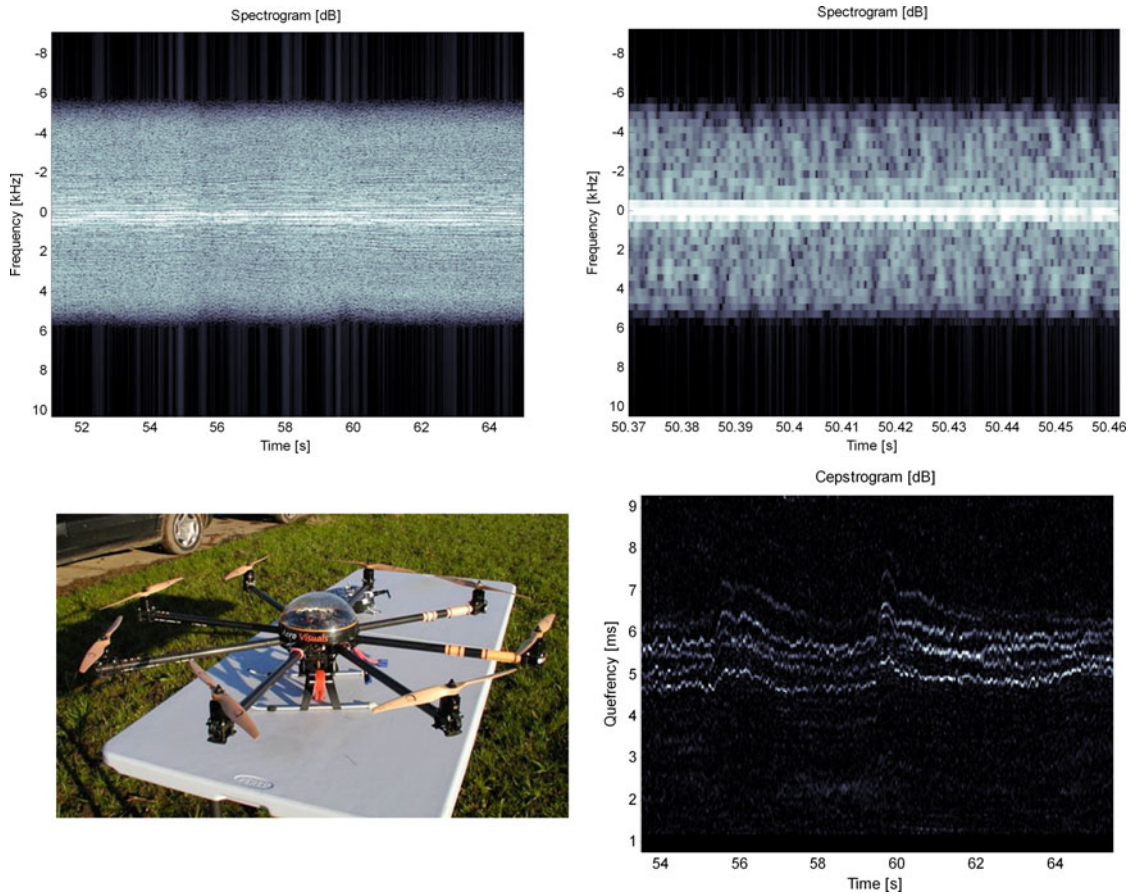 Spectrogram [dB]
-8
-6
-4
-2
0
2
4
6
8
10
Frequency [kHz]
52 54 56 58 60 62 64
Time [s]
Spectrogram [dB]
-8
-6
-4
-2
0
2
4
6
8
10
Frequency [kHz]
50.37 50.38 50.39 50.4 50.41 50.42 50.43 50.44 50.45 50.46
Time [s]
Aero Visuals
Cepstrogram [dB]
9
8
7
6
5
4
3
2
1
Quefrency [ms]
54 56 58 60 62 64
Time [s]